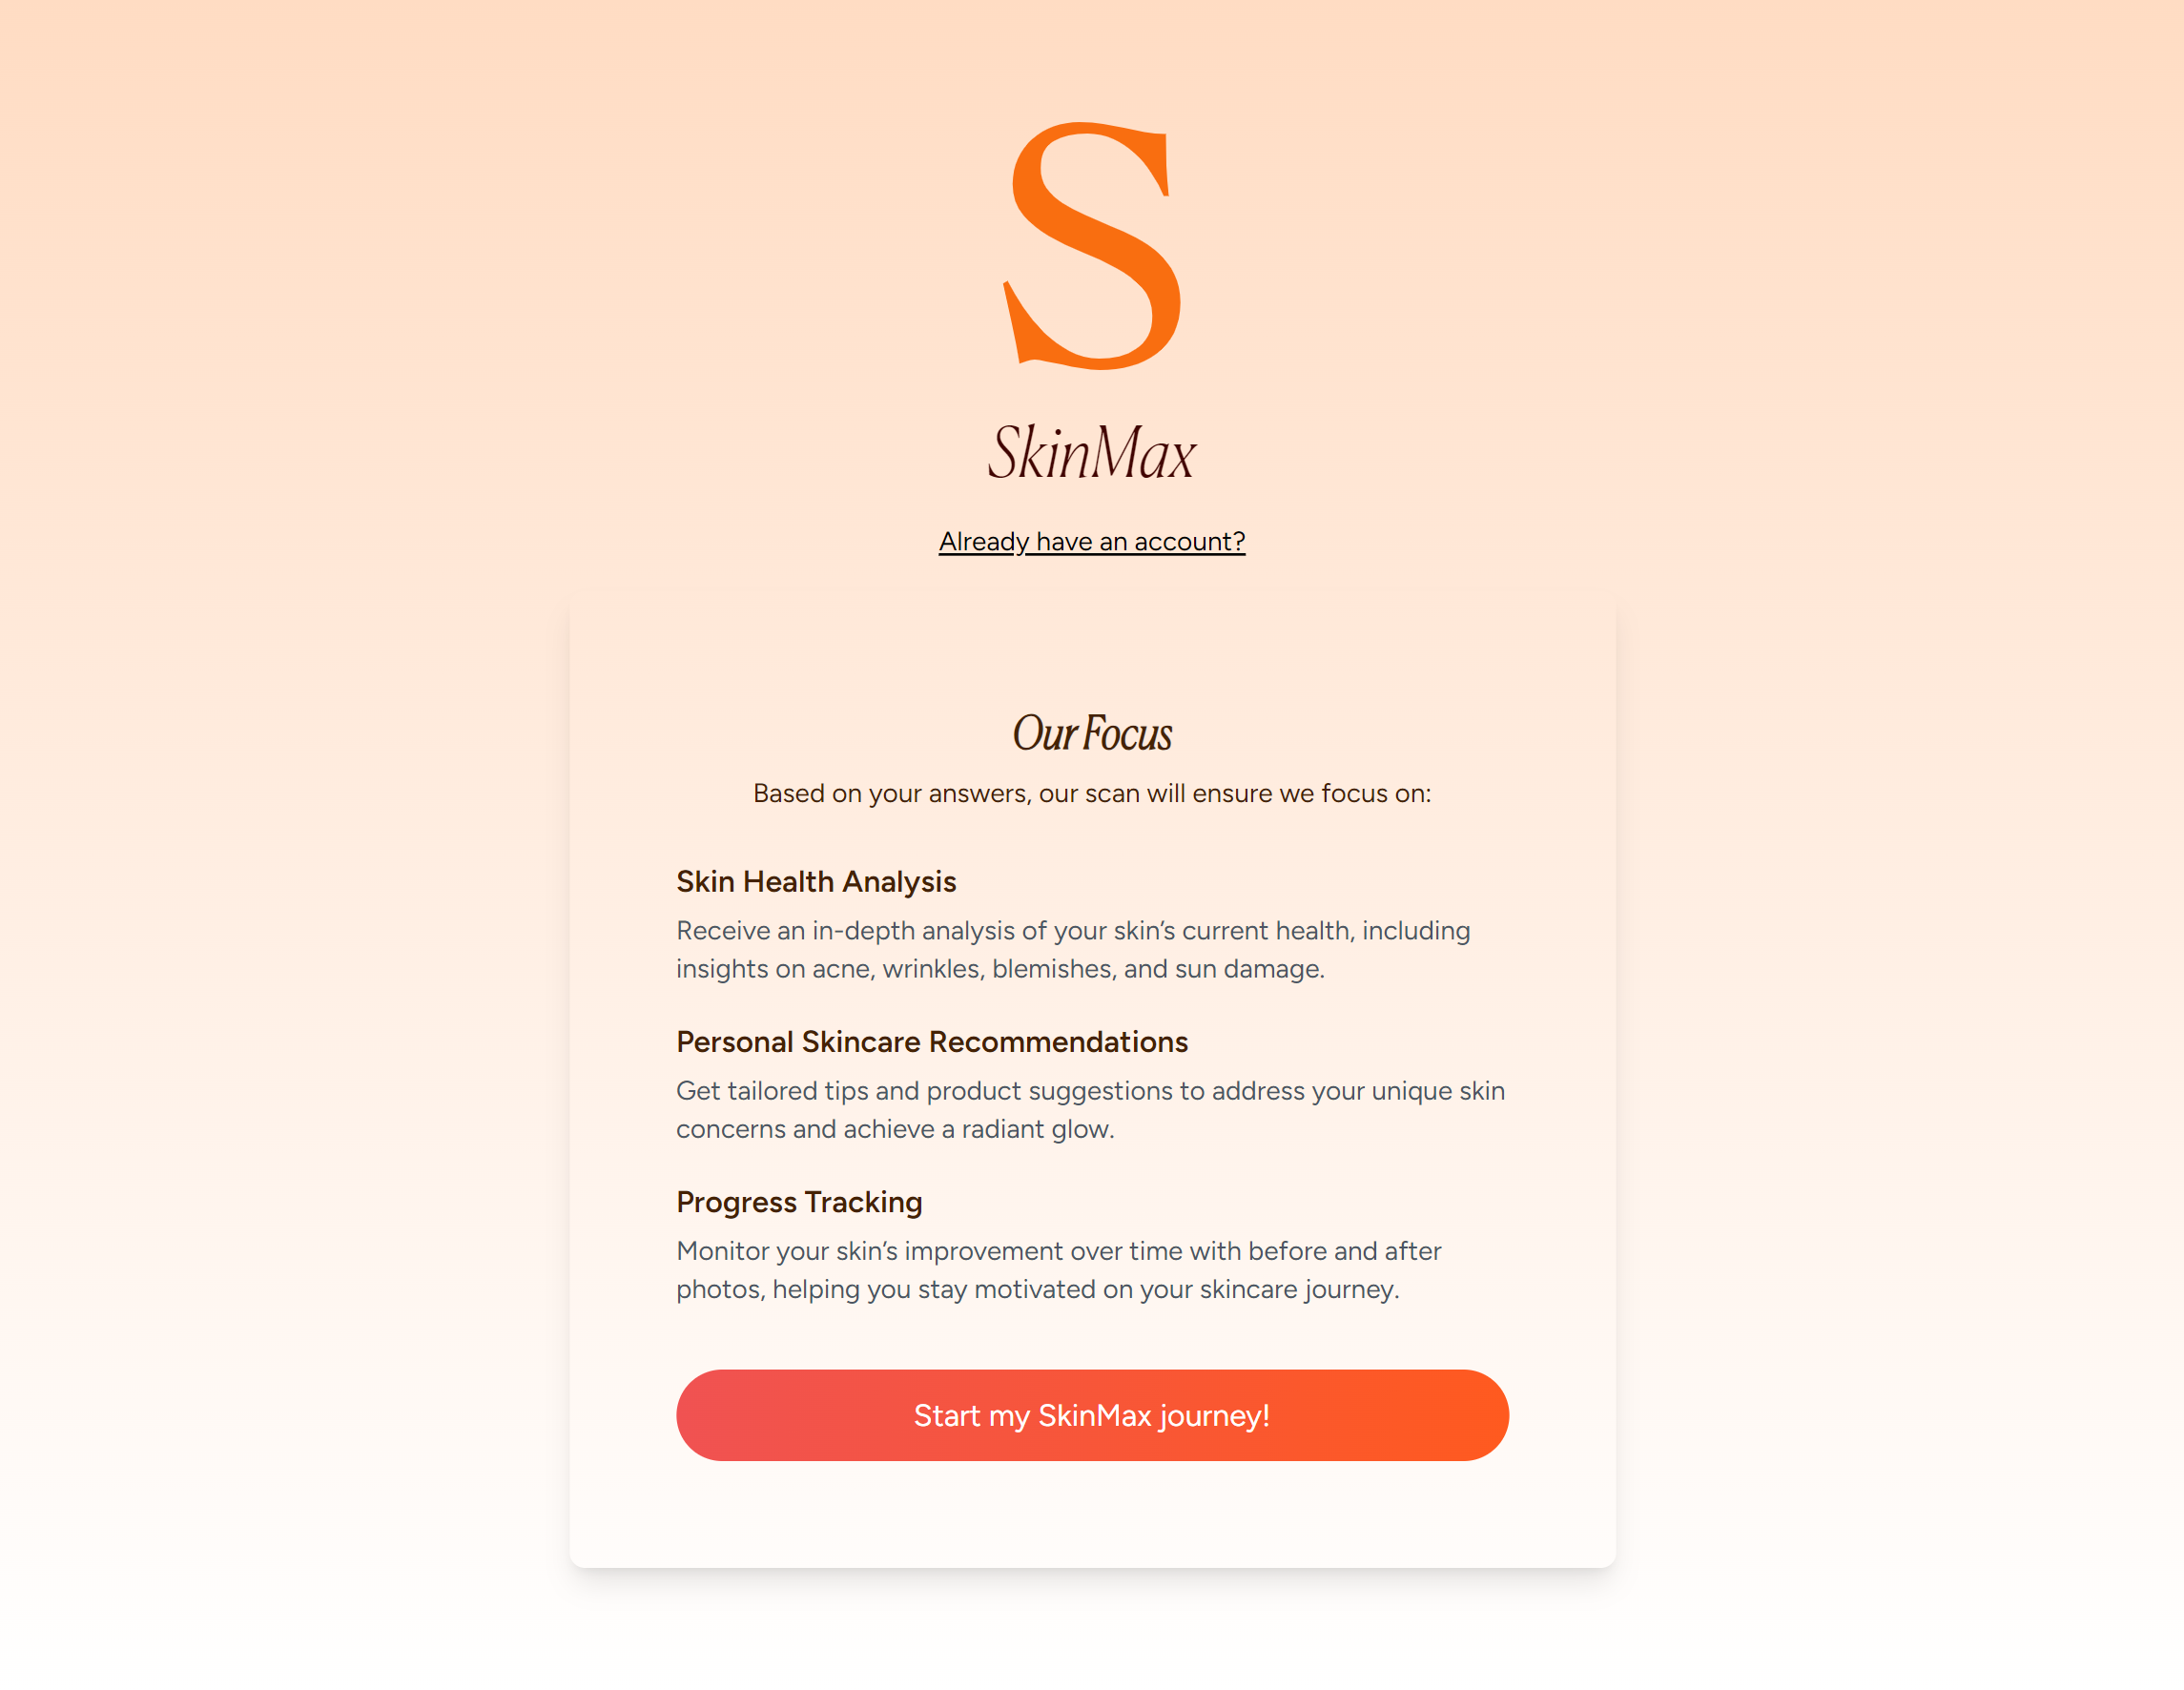 S
SkinMax
Already have an account?
Our Focus
Based on your answers, our scan will ensure we focus on:
Skin Health Analysis
Receive an in-depth analysis of your skin’s current health, including
insights on acne, wrinkles, blemishes, and sun damage.
Personal Skincare Recommendations
Get tailored tips and product suggestions to address your unique skin
concerns and achieve a radiant glow.
Progress Tracking
Monitor your skin’s improvement over time with before and after
photos, helping you stay motivated on your skincare journey.
Start my SkinMax journey!